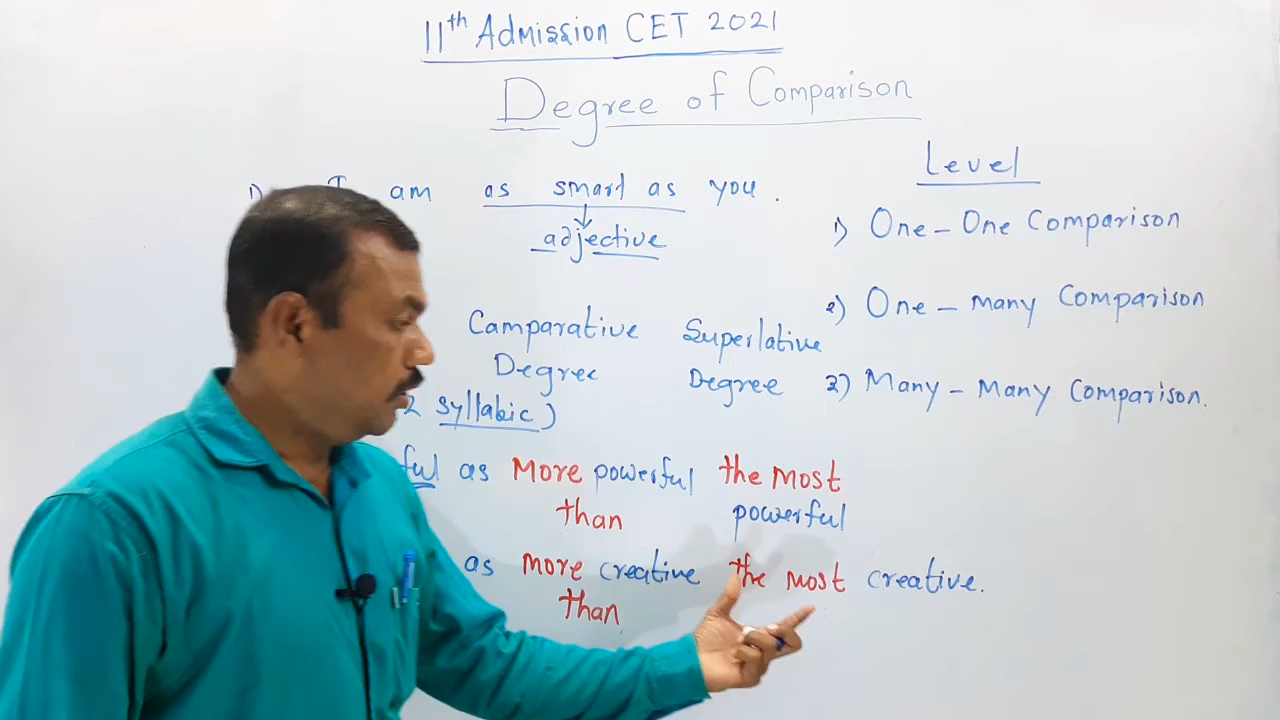 11th Admission CET 2021
Degree of Comparison
1) I am as smart as you.
adjective
Level
1) One - One Comparison
2) One - many Comparison
3) Many - Many Comparison.
Camparative Degree
Superlative Degree
2 syllabic)
ful as more powerful than the most powerful
as more creative than the most creative.